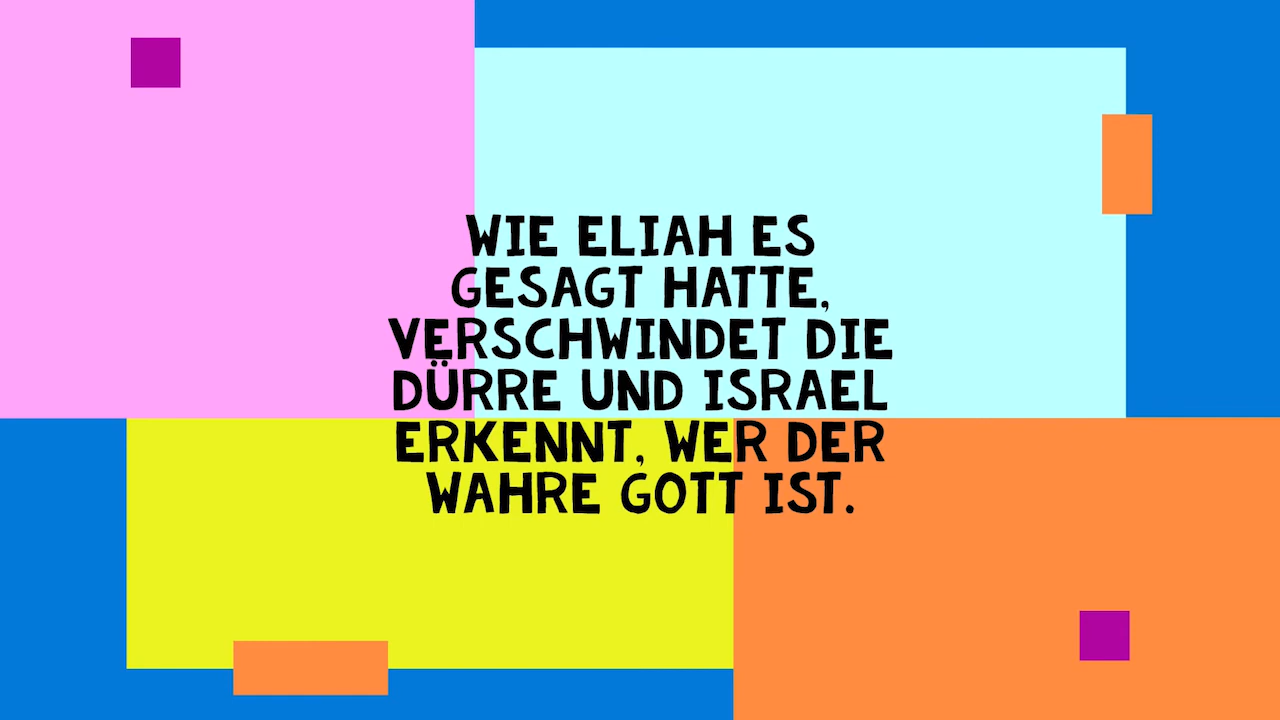 WIE ELIAH ES
GESAGT HATTE,
VERSCHWINDET DIE
DÜRRE UND ISRAEL
ERKENNT, WER DER
WAHRE GOTT IST.